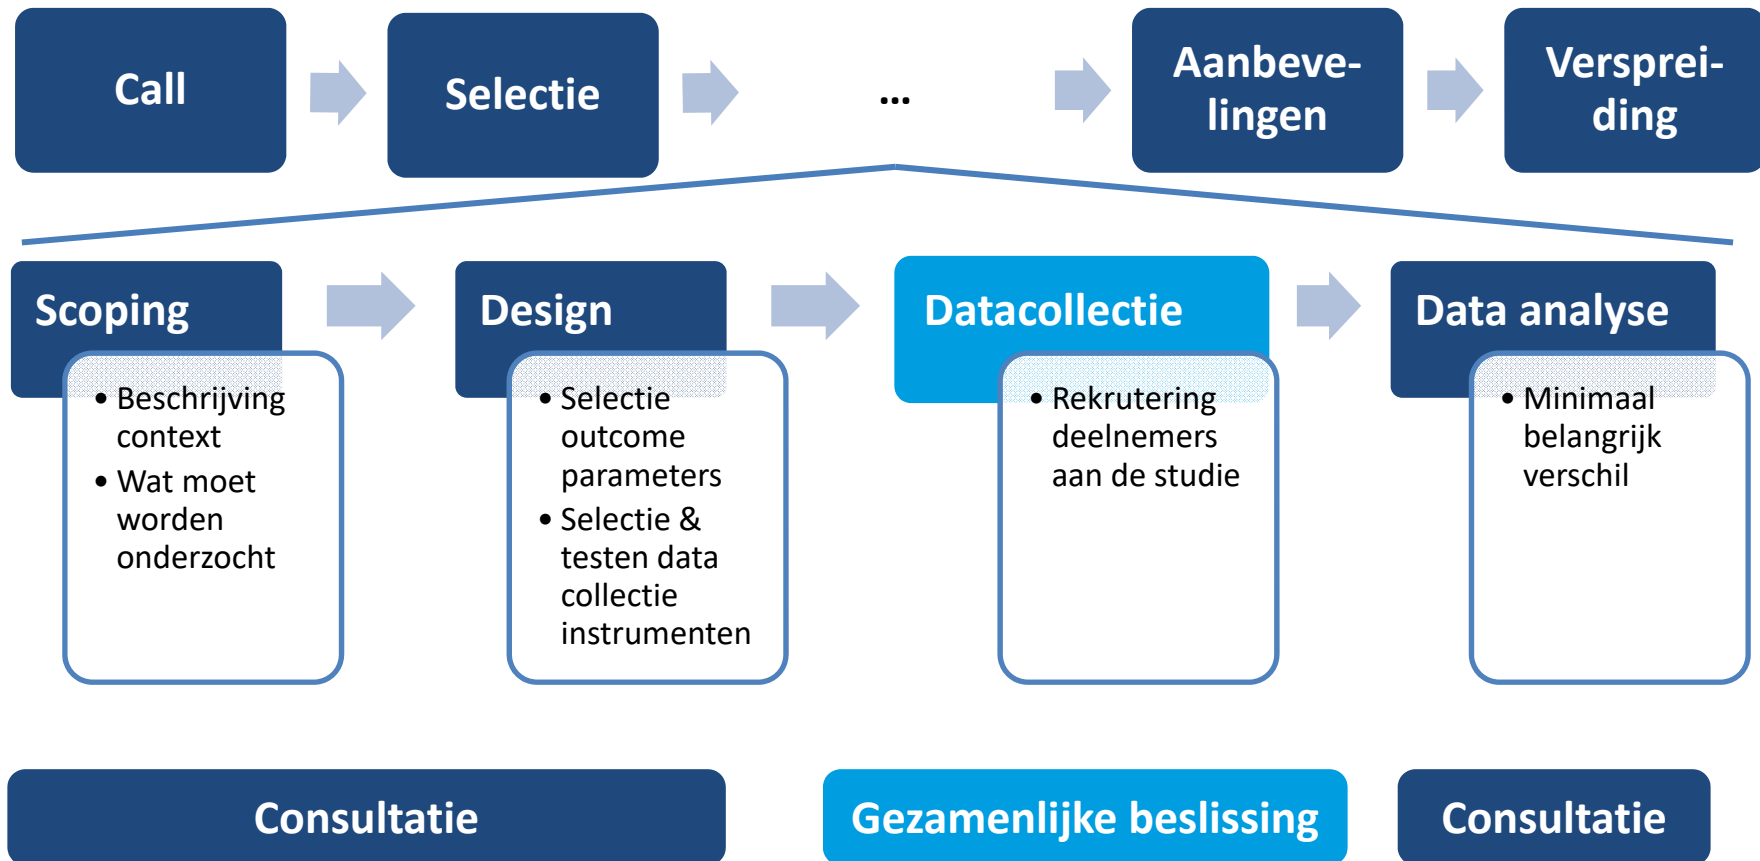 Call
Selectie
...
Aanbeve-
lingen
Versprei-
ding
Scoping
• Beschrijving
context
• Wat moet
worden
onderzocht
Design
• Selectie
outcome
parameters
• Selectie &
testen data
collectie
instrumenten
Datacollectie
• Rekrutering
deelnemers
aan de studie
Data analyse
• Minimaal
belangrijk
verschil
Consultatie
Gezamenlijke beslissing
Consultatie